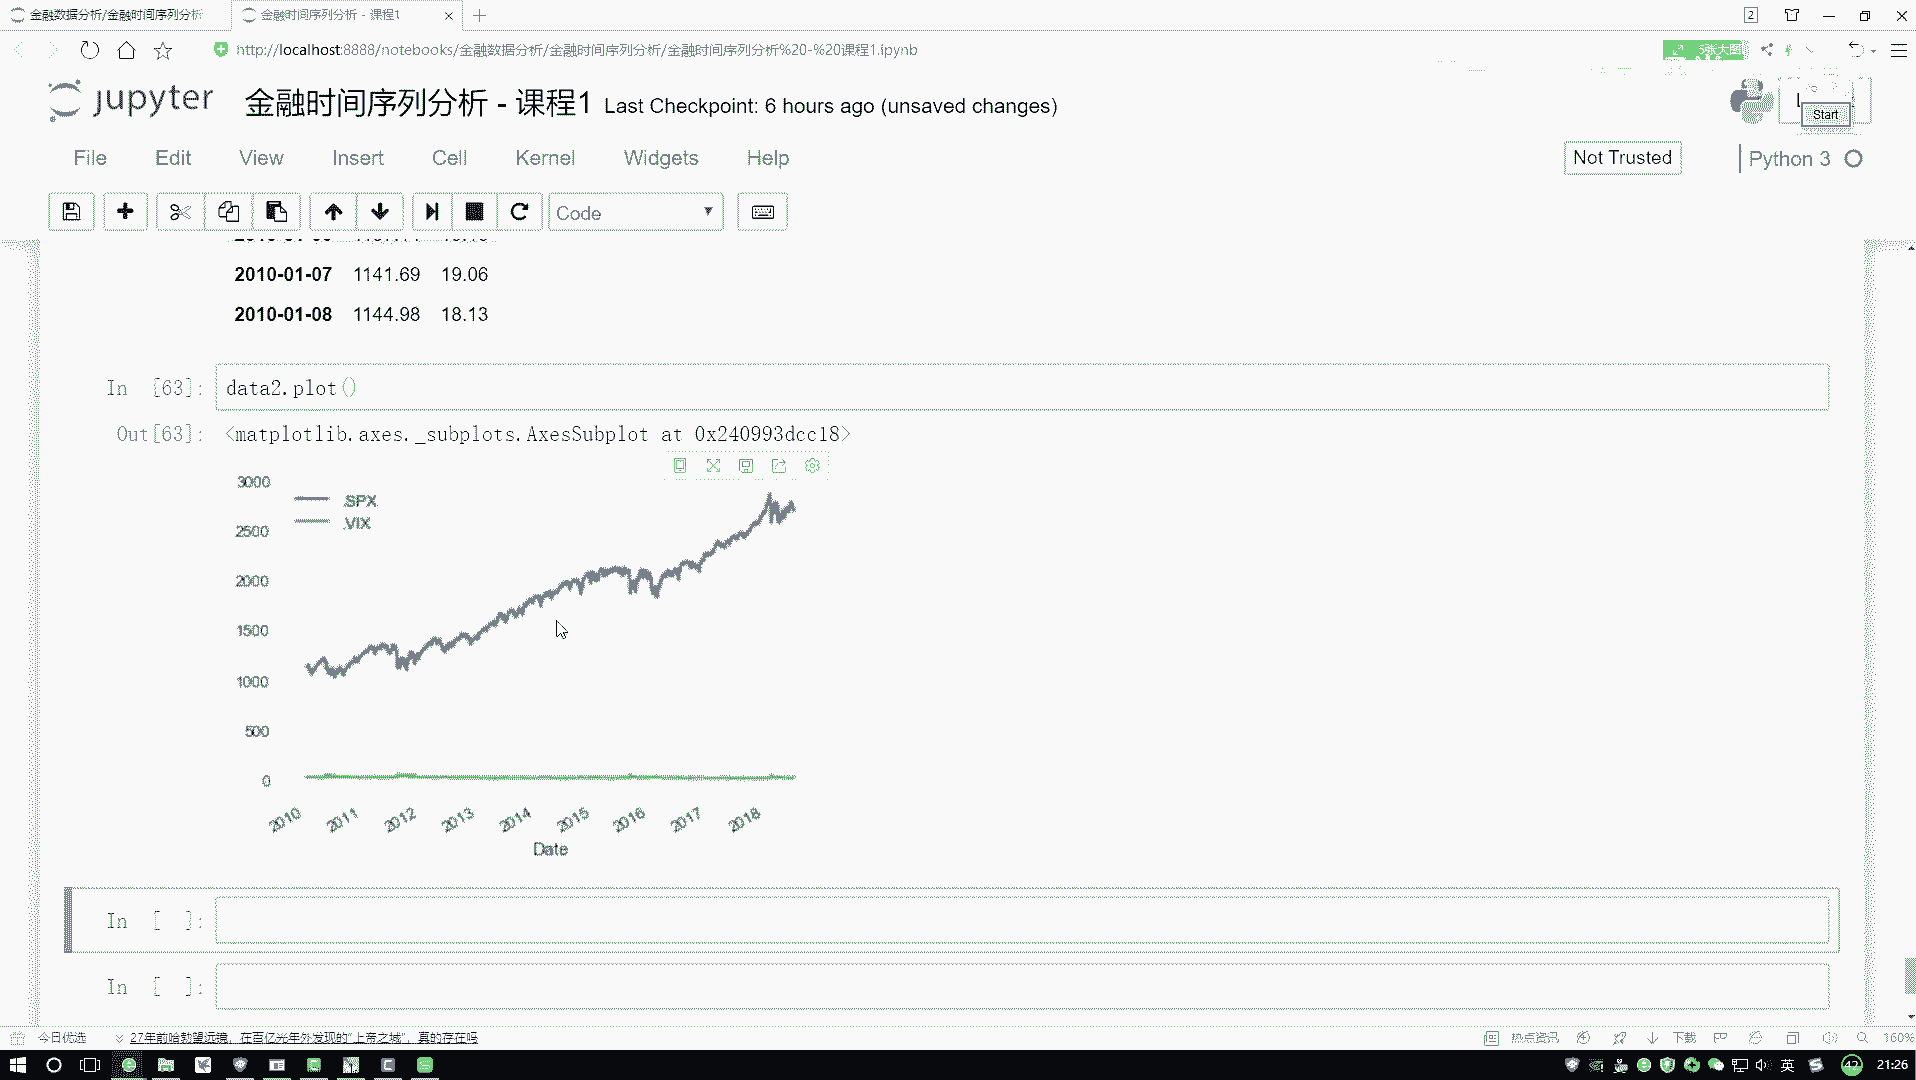 金融数据分析/金融时间序列分析
金融时间序列分析 - 课程1
2
http://localhost:8888/notebooks/金融数据分析/金融时间序列分析/金融时间序列分析%20-%20课程1.ipynb
5张大图
jupyter
金融时间序列分析 - 课程1
Last Checkpoint: 6 hours ago (unsaved changes)
Start
File Edit View Insert Cell Kernel Widgets Help
Not Trusted
Python 3
Code
2010-01-07 1141.69 19.06
2010-01-08 1144.98 18.13
In [63]: data2.plot()
Out[63]: <matplotlib.axes._subplots.AxesSubplot at 0x240993dcc18>
3000
.SPX
.VIX
2500
2000
1500
1000
500
0
2010 2011 2012 2013 2014 2015 2016 2017 2018
Date
In [ ]:
In [ ]:
今日优选
27年前哈勃望远镜，在百亿光年外发现的"上帝之城"，真的存在吗
热点资讯
下载
160%
英
42
21:26